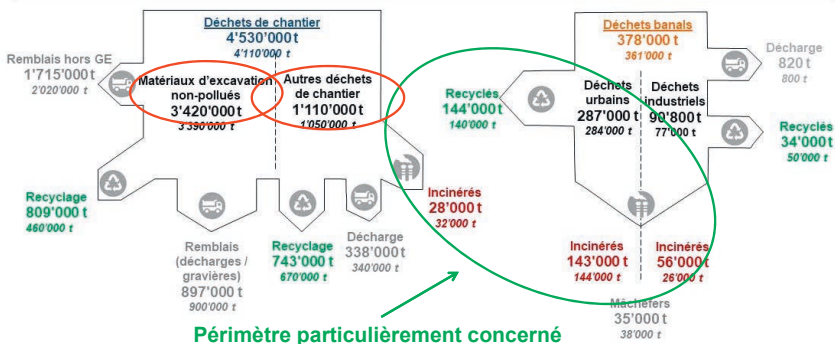 Déchets de chantier
4'530'000 t
4'110'000 t
Remblais hors GE
1'715'000 t
2'020'000 t
Matériaux d'excavation
non-pollués
3'420'000 t
3'390'000 t
Autres déchets
de chantier
1'110'000 t
1'050'000 t
Recyclage
809'000 t
460'000 t
Remblais
(décharges /
gravières)
897'000 t
900'000 t
Recyclage
743'000 t
670'000 t
Décharge
338'000 t
340'000 t
Incinérés
28'000 t
32'000 t
Déchets banals
378'000 t
361'000 t
Recyclés
144'000 t
140'000 t
Déchets
urbains
287'000 t
284'000 t
Déchets
industriels
90'800 t
77'000 t
Décharge
820 t
800 t
Recyclés
34'000 t
50'000 t
Incinérés
143'000 t
144'000 t
Incinérés
56'000 t
26'000 t
Mâchefers
35'000 t
38'000 t
Périmètre particulièrement concerné